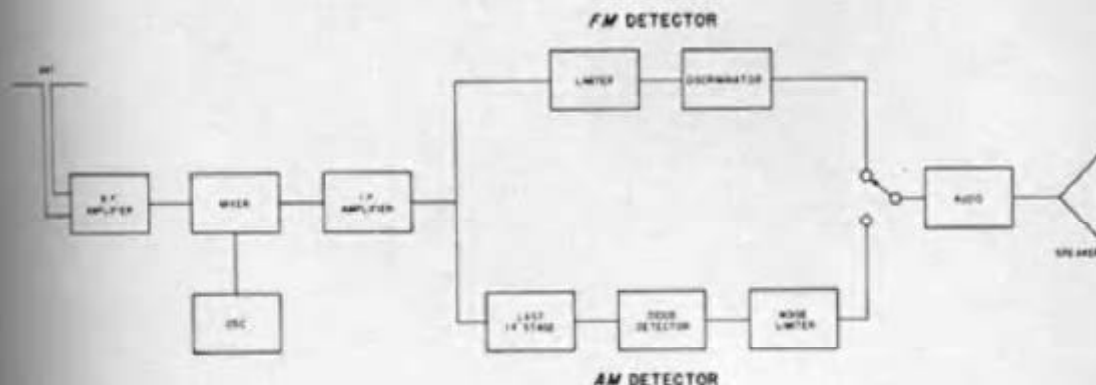 FM DETECTOR
ANT
LIMITER
DISCRIMINATOR
R.F.
AMPLIFIER
MIXER
I.F.
AMPLIFIER
AUDIO
SPEAKER
OSC
LAST
I.F. STAGE
DIODE
DETECTOR
NOISE
LIMITER
AM DETECTOR